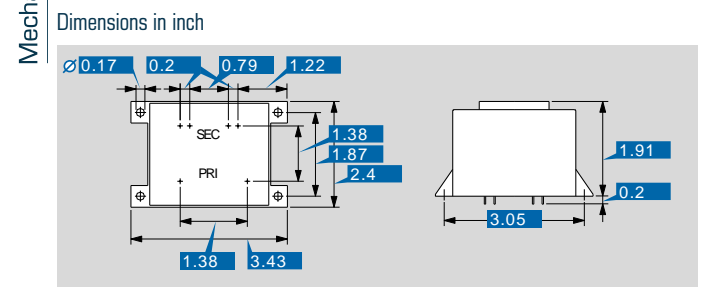 Mecha
Dimensions in inch
Ø 0.17 0.2 0.79 1.22
SEC
PRI
1.38
1.87
2.4
1.38 3.43
1.91
0.2
3.05